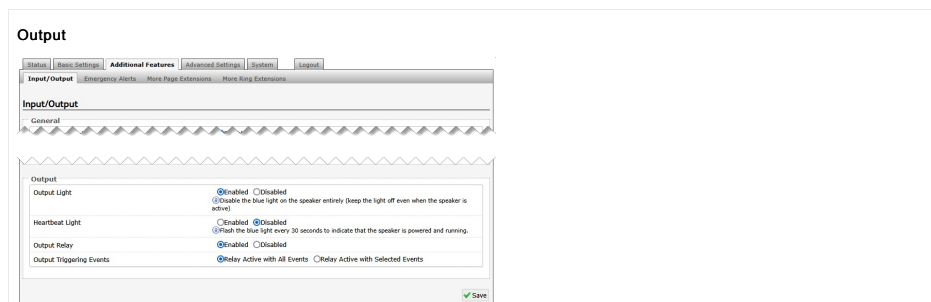 Output
Status Basic Settings Additional Features Advanced Settings System Logout
Input/Output Emergency Alerts More Page Extensions More Ring Extensions
Input/Output
General
Output
Output Light Enabled Disabled
Disable the blue light on the speaker entirely (keep the light off even when the speaker is
active)
Heartbeat Light Enabled Disabled
Flash the blue light every 30 seconds to indicate that the speaker is powered and running.
Output Relay Enabled Disabled
Output Triggering Events Relay Active with All Events Relay Active with Selected Events
Save